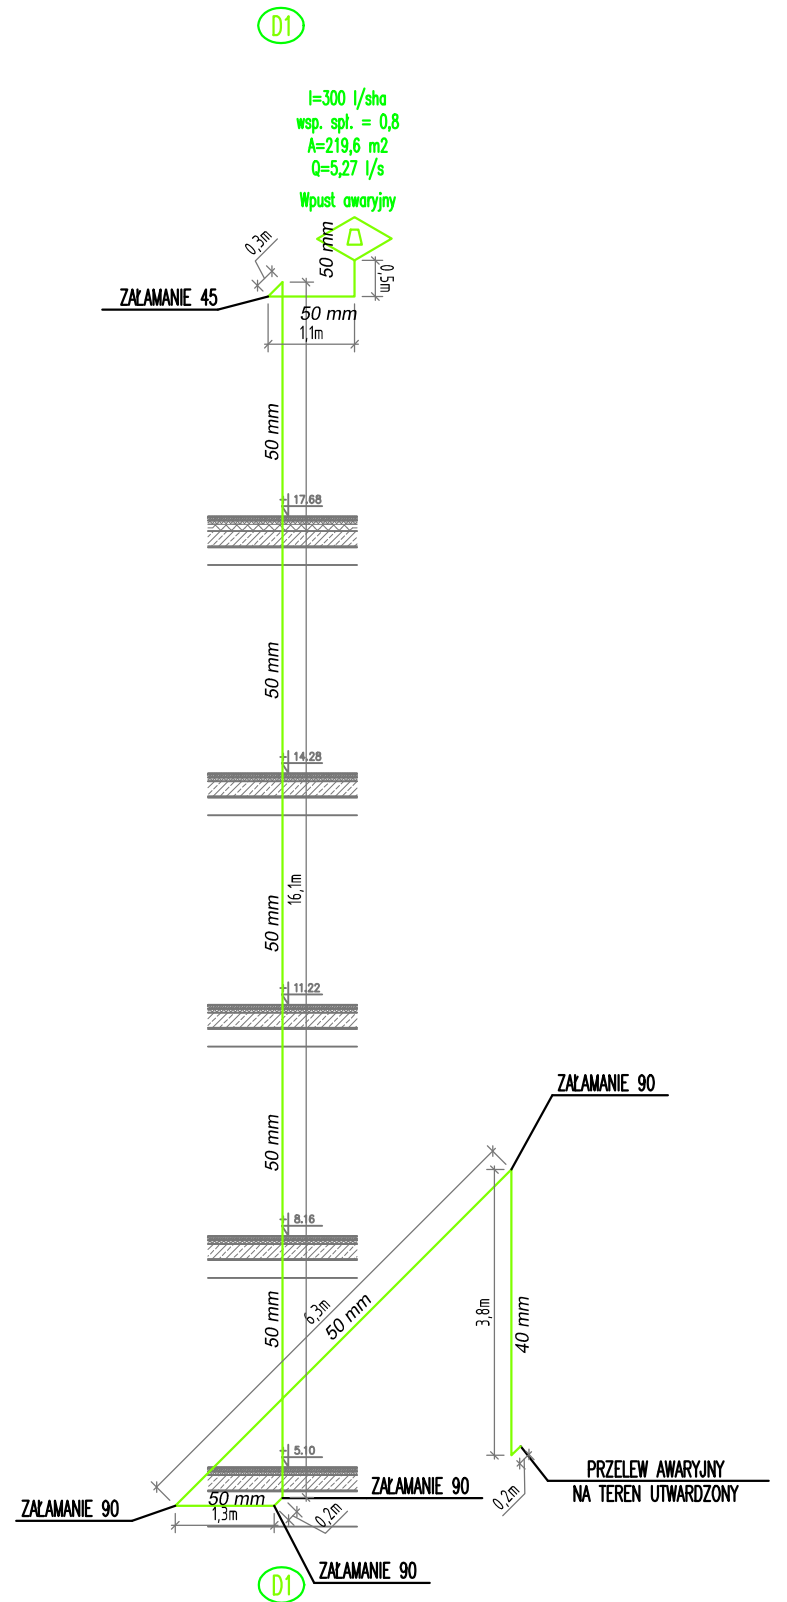 D1
I=300 l/sha
wsp. spł. = 0,8
A=219,6 m2
Q=5,27 l/s
Wpust awaryjny
0,3m
50 mm
0,5m
ZAŁAMANIE 45
50 mm
1,1m
50 mm
+ 17.68
50 mm
+ 14.28
16,1m
50 mm
+ 11.22
ZAŁAMANIE 90
50 mm
+ 8.16
50 mm
6,3m
50 mm
3,8m
40 mm
+ 5.10
PRZELEW AWARYJNY
NA TEREN UTWARDZONY
ZAŁAMANIE 90
0,2m
50 mm
ZAŁAMANIE 90
1,3m
0,2m
ZAŁAMANIE 90
D1